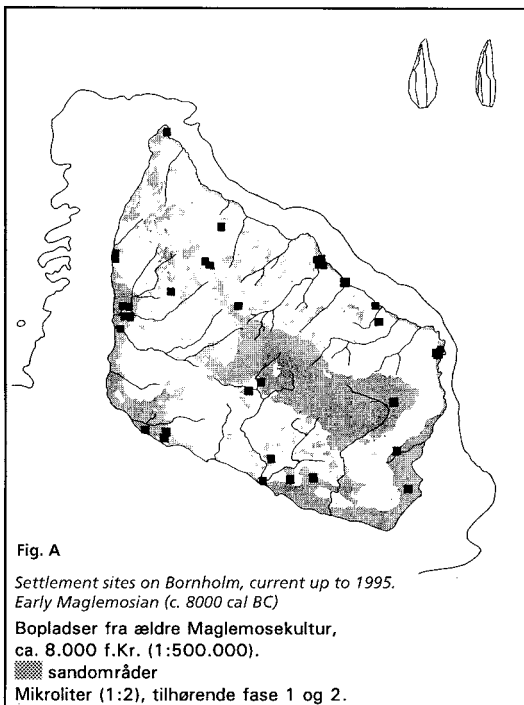 Fig. A
Settlement sites on Bornholm, current up to 1995.
Early Maglemosian (c. 8000 cal BC)
Bopladser fra ældre Maglemosekultur,
ca. 8.000 f.Kr. (1:500.000).
sandområder
Mikroliter (1:2), tilhørende fase 1 og 2.